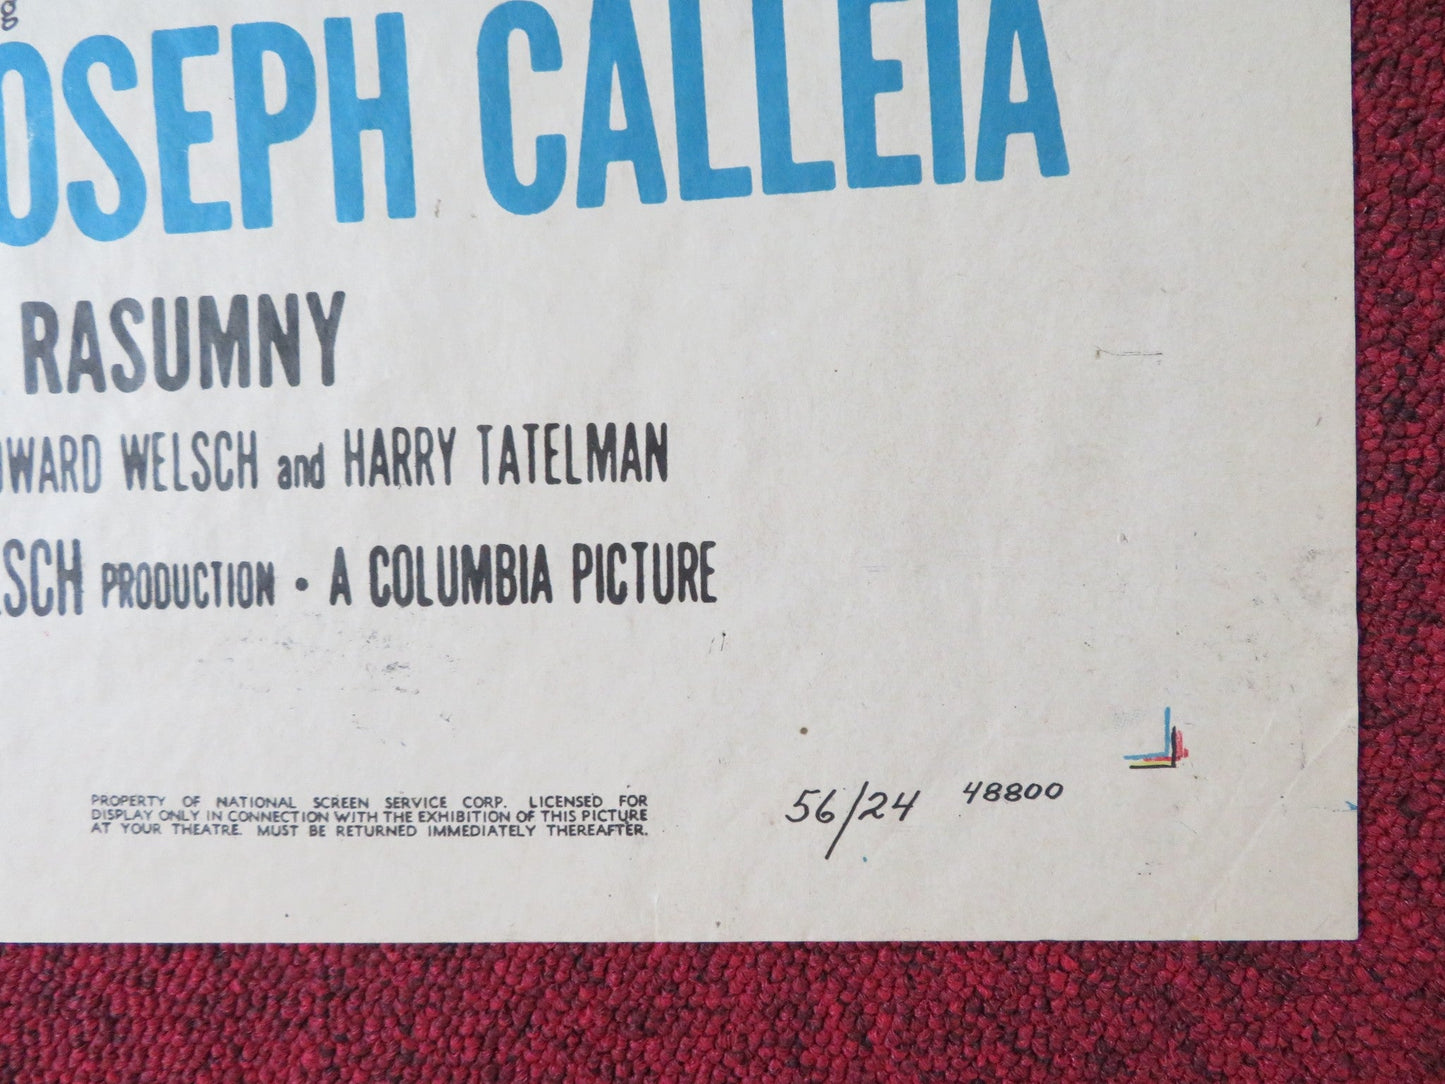 g
OSEPH CALLEIA
RASUMNY
OWARD WELSCH and HARRY TATELMAN
LSCH PRODUCTION • A COLUMBIA PICTURE
PROPERTY OF NATIONAL SCREEN SERVICE CORP. LICENSED FOR
DISPLAY ONLY IN CONNECTION WITH THE EXHIBITION OF THIS PICTURE
AT YOUR THEATRE. MUST BE RETURNED IMMEDIATELY THEREAFTER.
56/24 48800